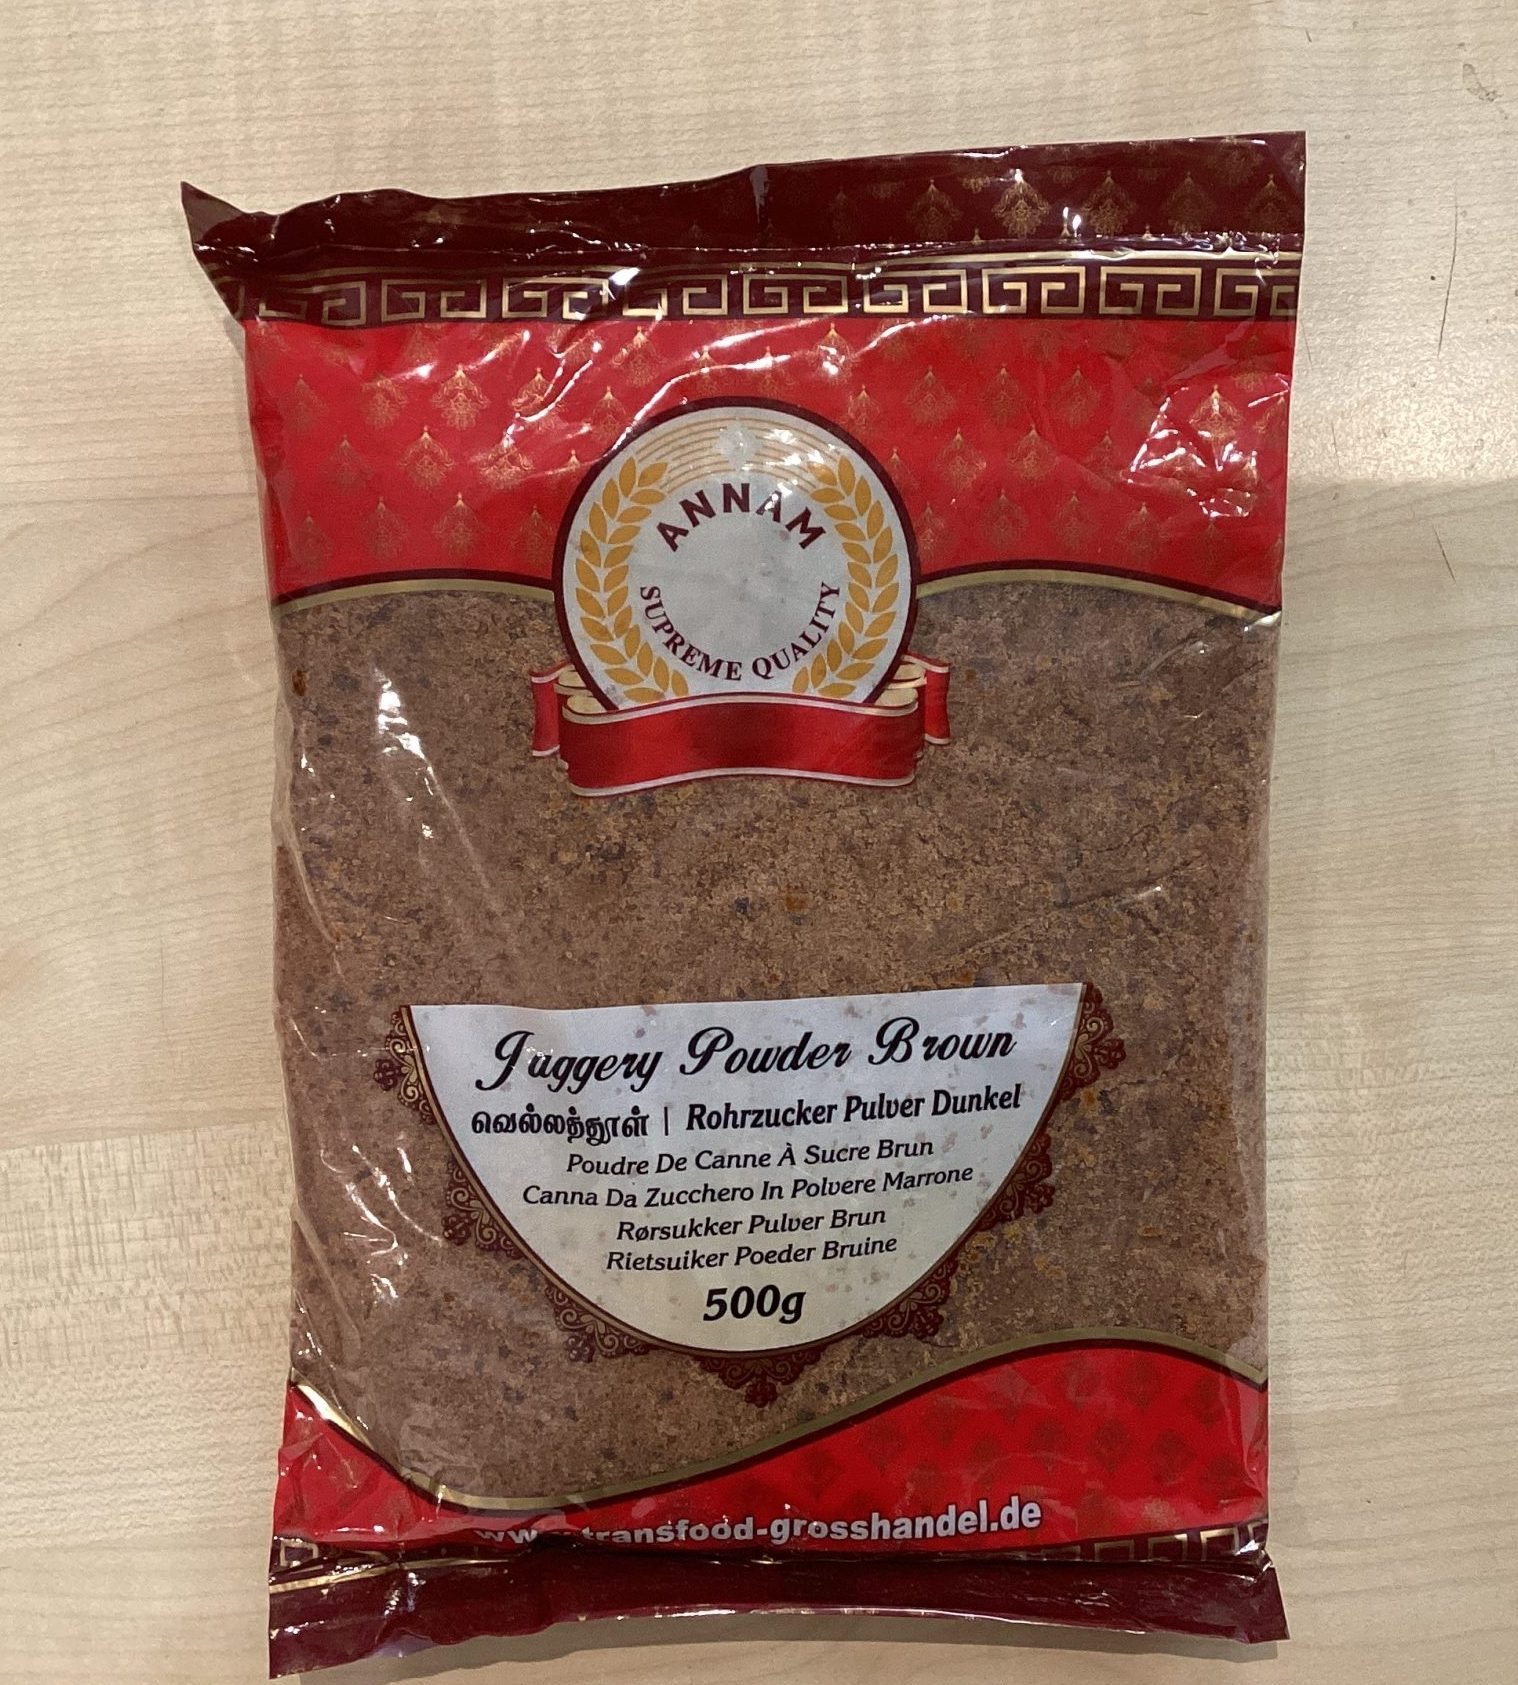 ANNAM
SUPREME QUALITY
Jaggery Powder Brown
வெல்லத்தூள் | Rohrzucker Pulver Dunkel
Poudre De Canne À Sucre Brun
Canna Da Zucchero In Polvere Marrone
Rørsukker Pulver Brun
Rietsuiker Poeder Bruine
500g
www.transfood-grosshandel.de